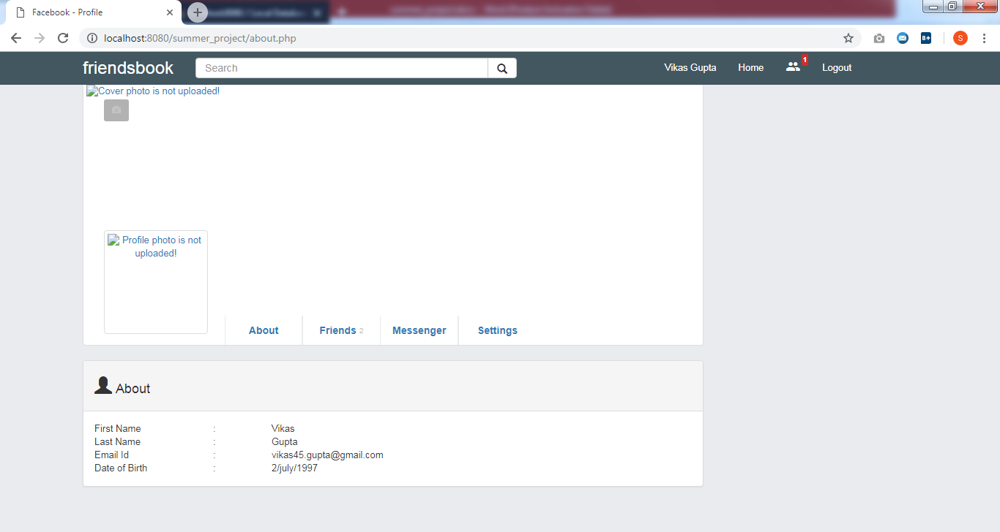 Facebook - Profile
localhost:8080/summer_project/about.php
S
friendsbook
Search
Vikas Gupta
Home
1
Logout
Cover photo is not uploaded!
Profile photo is not
uploaded!
About
Friends 2
Messenger
Settings
About
First Name : Vikas
Last Name : Gupta
Email Id : vikas45.gupta@gmail.com
Date of Birth : 2/july/1997